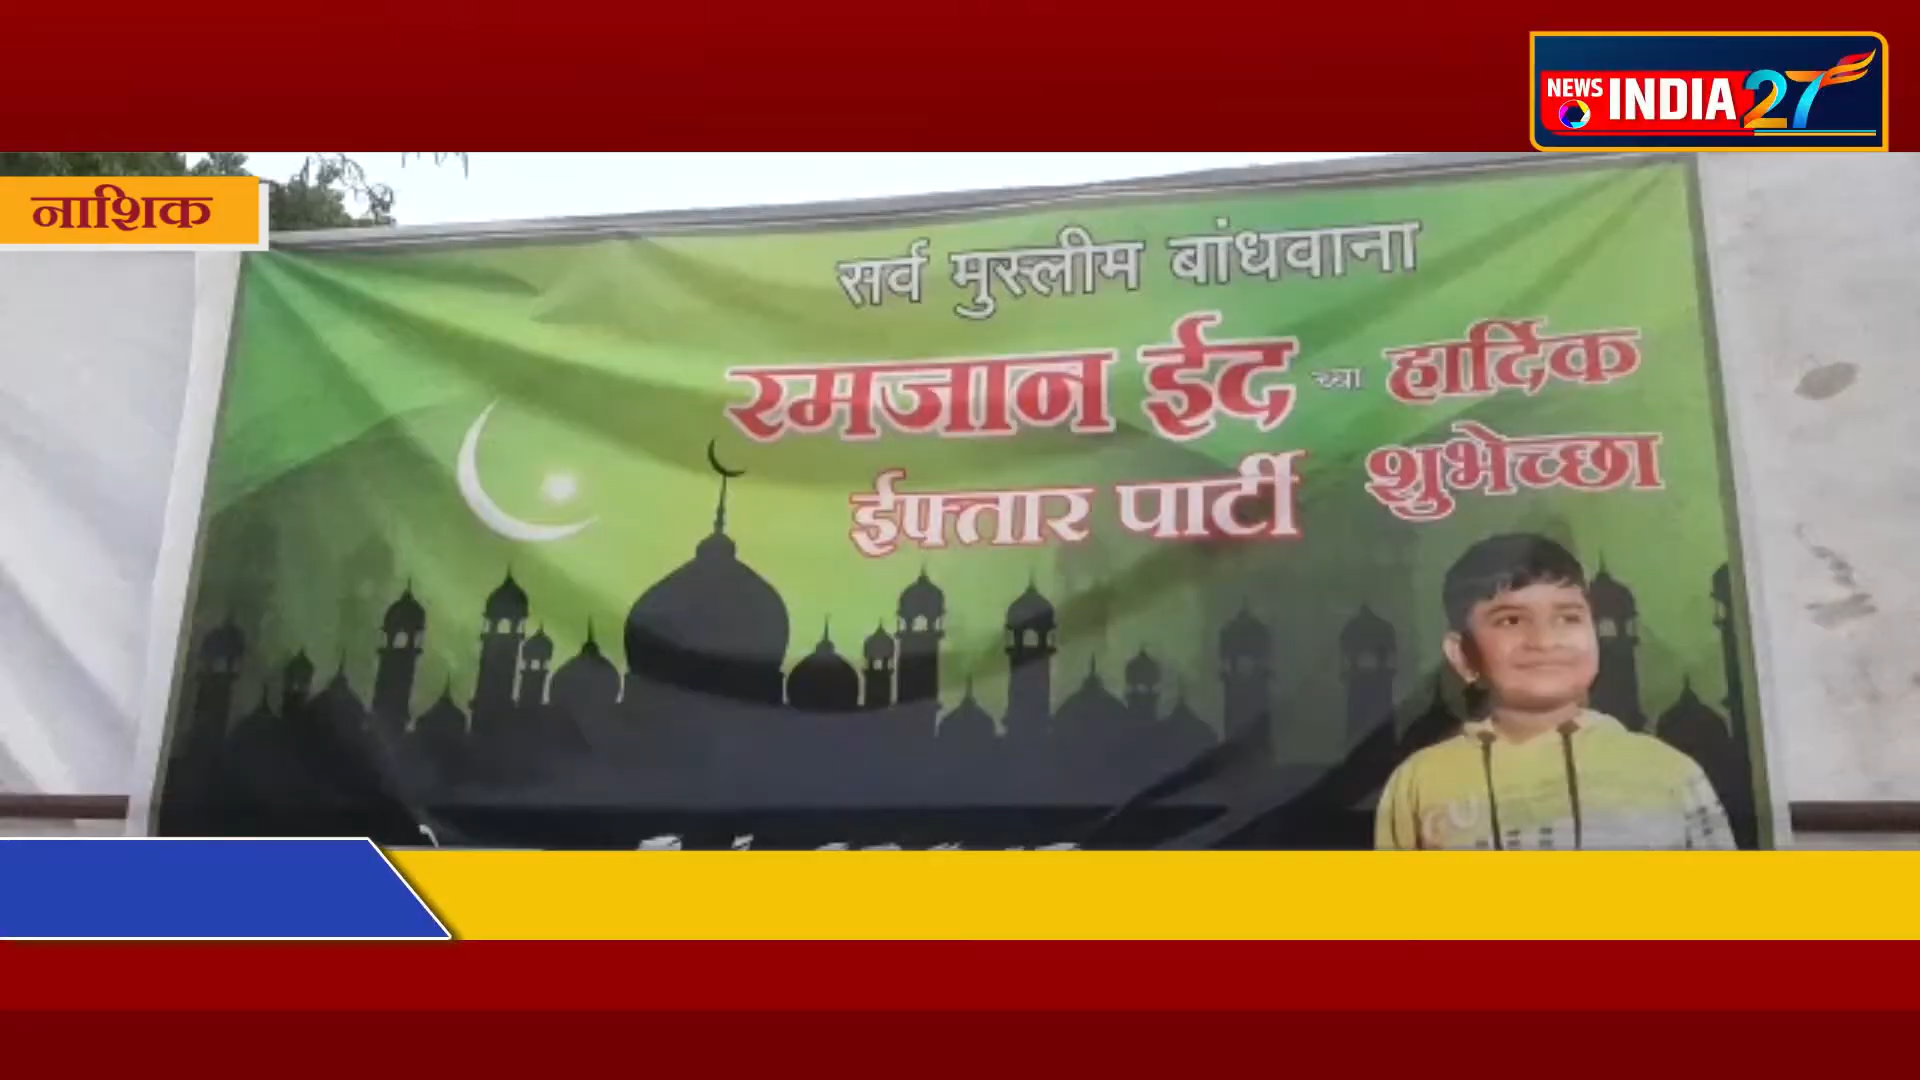 NEWS INDIA 27
नाशिक
सर्व मुस्लीम बांधवाना
रमजान ईद च्या हार्दिक
ईफ्तार पार्टी शुभेच्छा